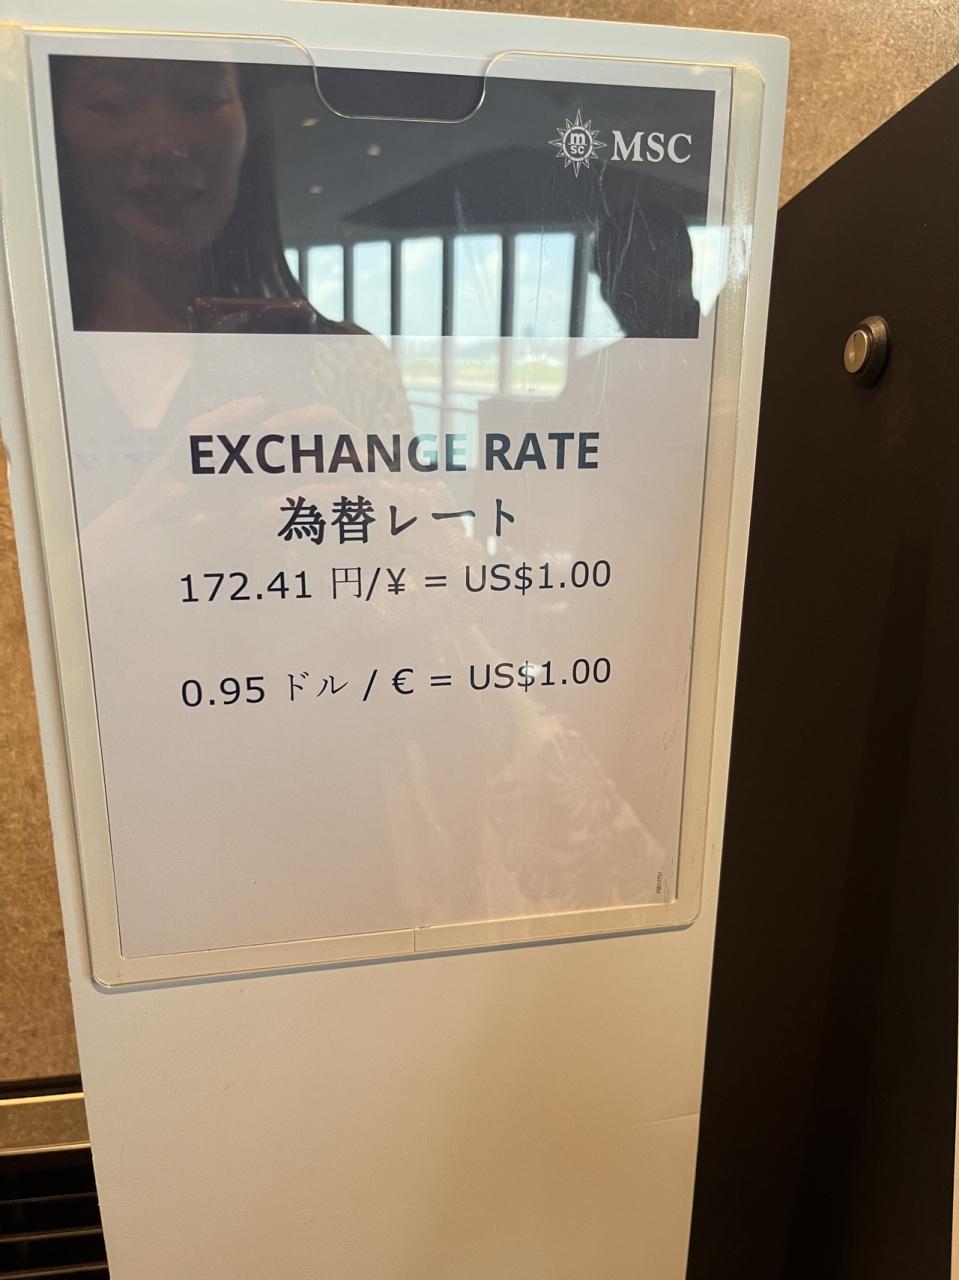 MSC
MSC
EXCHANGE RATE
為替レート
172.41 円/¥ = US$1.00
0.95 ドル / € = US$1.00